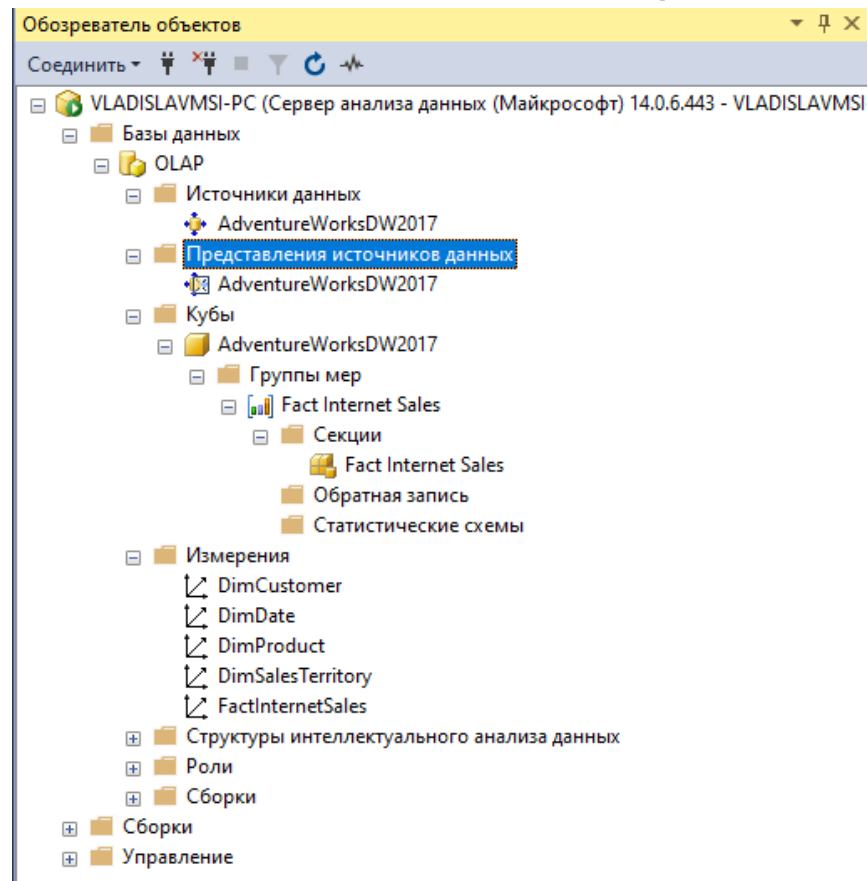 Обозреватель объектов
Соединить
VLADISLAVMSI-PC (Сервер анализа данных (Майкрософт) 14.0.6.443 - VLADISLAVMSI
Базы данных
OLAP
Источники данных
AdventureWorksDW2017
Представления источников данных
AdventureWorksDW2017
Кубы
AdventureWorksDW2017
Группы мер
Fact Internet Sales
Секции
Fact Internet Sales
Обратная запись
Статистические схемы
Измерения
DimCustomer
DimDate
DimProduct
DimSalesTerritory
FactInternetSales
Структуры интеллектуального анализа данных
Роли
Сборки
Сборки
Управление